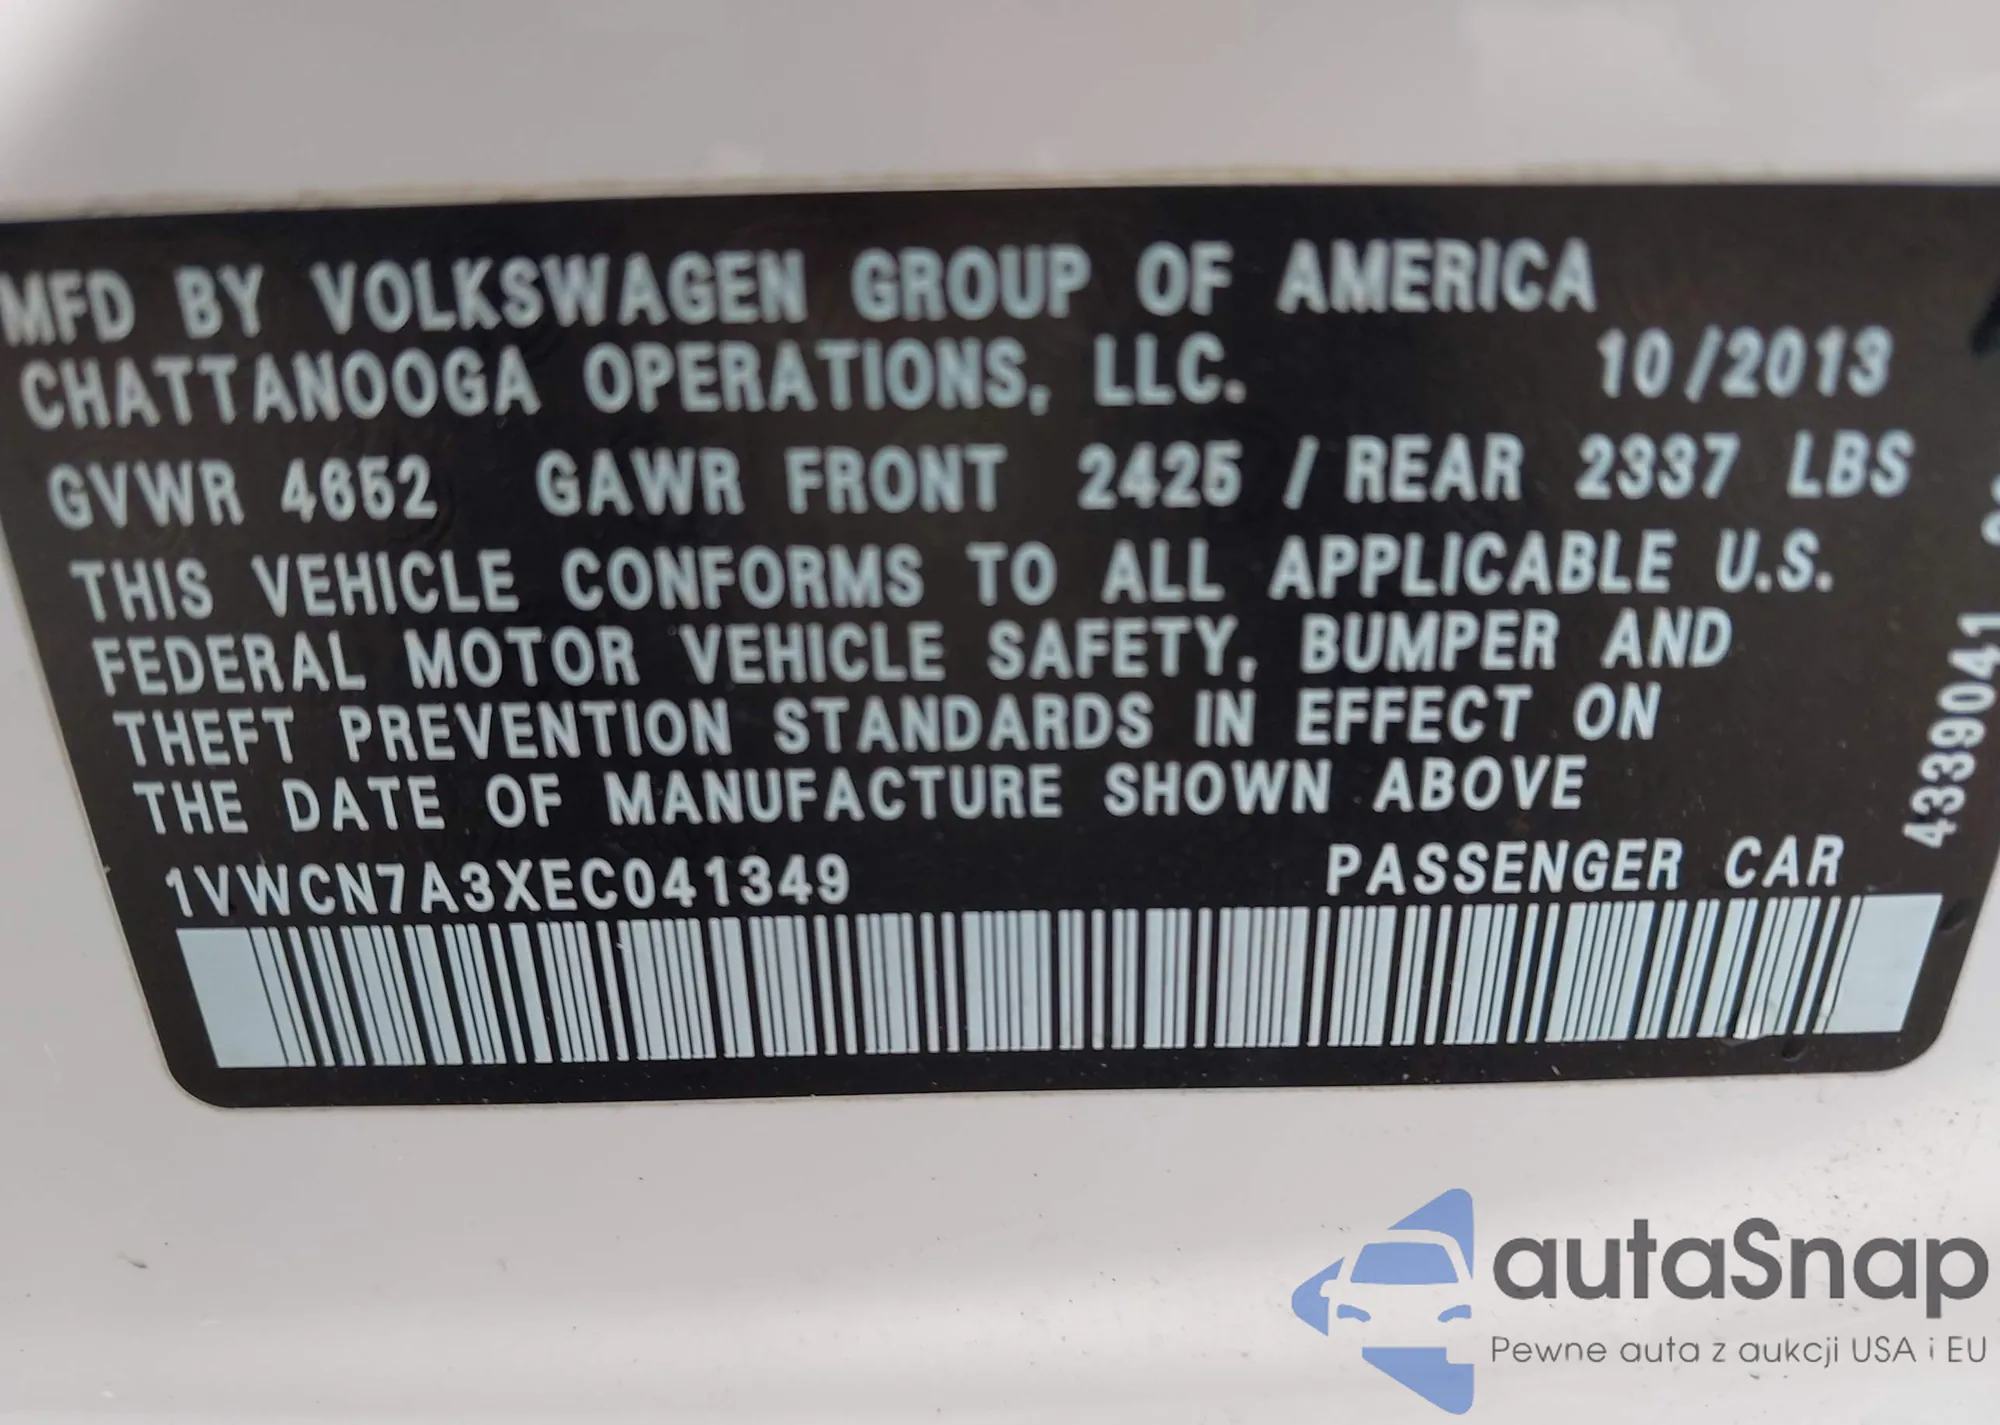 MFD BY VOLKSWAGEN GROUP OF AMERICA
CHATTANOOGA OPERATIONS, LLC. 10/2013
GVWR 4652 GAWR FRONT 2425 / REAR 2337 LBS
THIS VEHICLE CONFORMS TO ALL APPLICABLE U.S.
FEDERAL MOTOR VEHICLE SAFETY, BUMPER AND
THEFT PREVENTION STANDARDS IN EFFECT ON
THE DATE OF MANUFACTURE SHOWN ABOVE
1VWCN7A3XEC041349 PASSENGER CAR
4339041
autaSnap
Pewne auta z aukcji USA i EU